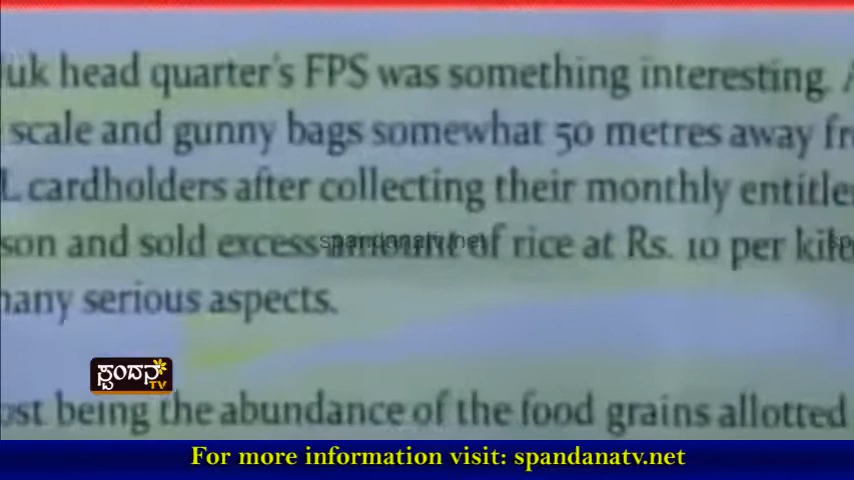 head quarter's FPS was something interesting.
scale and gunny bags somewhat 50 metres away
cardholders after collecting their monthly
and sold excess amount of rice at Rs. 10 per
spandanatv.net
serious aspects.
ಸ್ಪಂದನ
TV
being the abundance of the food grains allotted
For more information visit: spandanatv.net